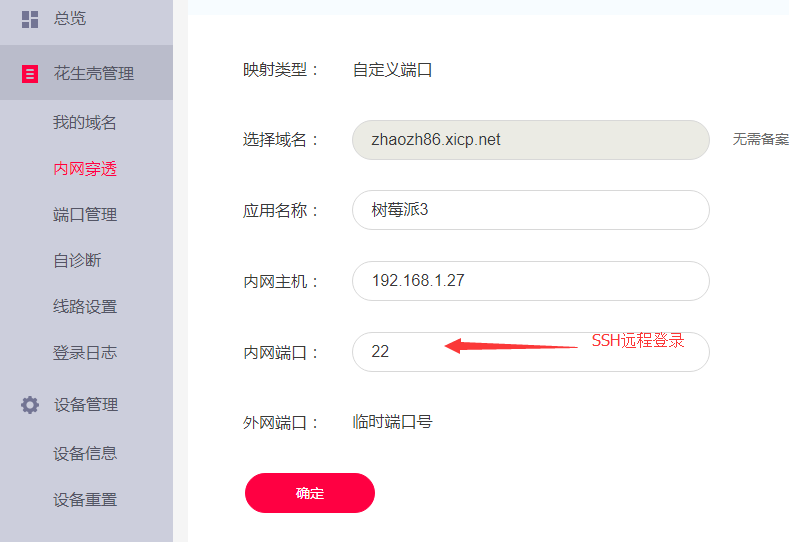 总览
花生壳管理
我的域名
内网穿透
端口管理
自诊断
线路设置
登录日志
设备管理
设备信息
设备重置
映射类型： 自定义端口
选择域名： zhaozh86.xicp.net 无需备案
应用名称： 树莓派3
内网主机： 192.168.1.27
内网端口： 22 SSH远程登录
外网端口： 临时端口号
确定